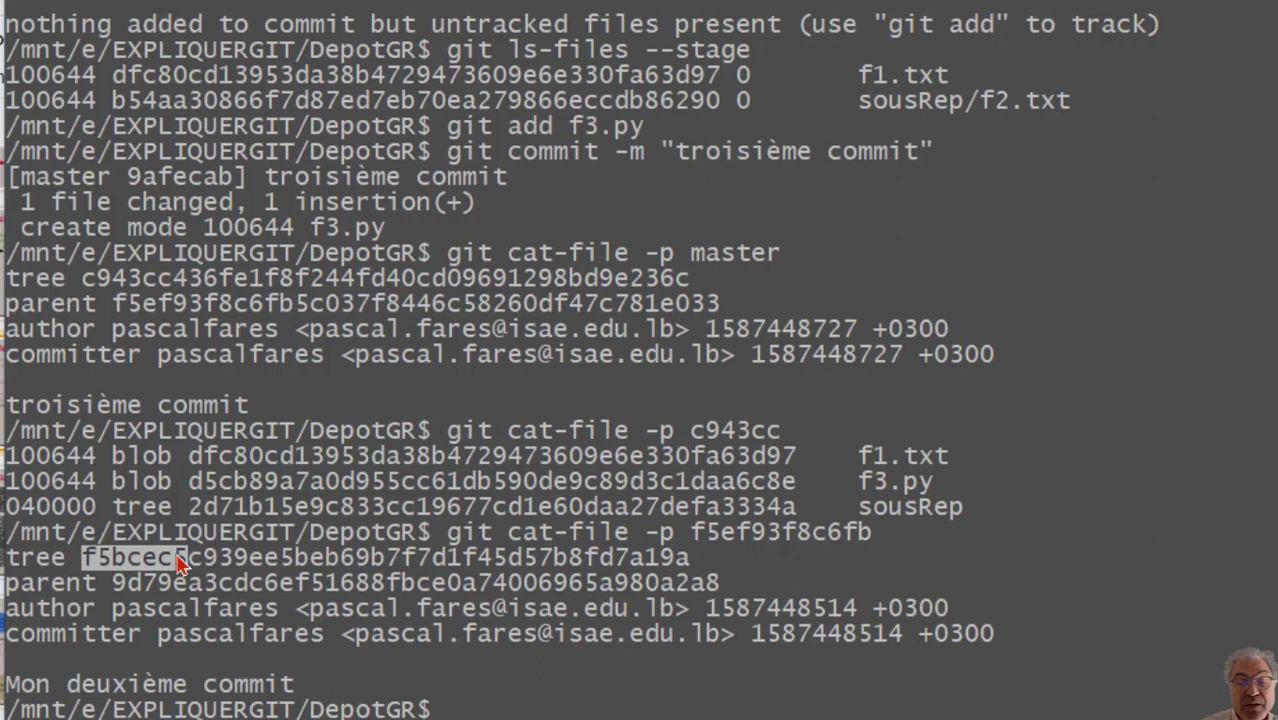 nothing added to commit but untracked files present (use "git add" to track)
/mnt/e/EXPLIQUERGIT/DepotGR$ git ls-files --stage
100644 dfc80cd13953da38b4729473609e6e330fa63d97 0 f1.txt
100644 b54aa30866f7d87ed7eb70ea279866eccdb86290 0 sousRep/f2.txt
/mnt/e/EXPLIQUERGIT/DepotGR$ git add f3.py
/mnt/e/EXPLIQUERGIT/DepotGR$ git commit -m "troisième commit"
[master 9afecab] troisième commit
1 file changed, 1 insertion(+)
create mode 100644 f3.py
/mnt/e/EXPLIQUERGIT/DepotGR$ git cat-file -p master
tree c943cc436fe1f8f244fd40cd09691298bd9e236c
parent f5ef93f8c6fb5c037f8446c58260df47c781e033
author pascalfares <pascal.fares@isae.edu.lb> 1587448727 +0300
committer pascalfares <pascal.fares@isae.edu.lb> 1587448727 +0300
troisième commit
/mnt/e/EXPLIQUERGIT/DepotGR$ git cat-file -p c943cc
100644 blob dfc80cd13953da38b4729473609e6e330fa63d97 f1.txt
100644 blob d5cb89a7a0d955cc61db590de9c89d3c1daa6c8e f3.py
040000 tree 2d71b15e9c833cc19677cd1e60daa27defa3334a sousRep
/mnt/e/EXPLIQUERGIT/DepotGR$ git cat-file -p f5ef93f8c6fb
tree f5bcec5c939ee5beb69b7f7d1f45d57b8fd7a19a
parent 9d79ea3cdc6ef51688fbce0a74006965a980a2a8
author pascalfares <pascal.fares@isae.edu.lb> 1587448514 +0300
committer pascalfares <pascal.fares@isae.edu.lb> 1587448514 +0300
Mon deuxième commit
/mnt/e/EXPLIQUERGIT/DepotGR$